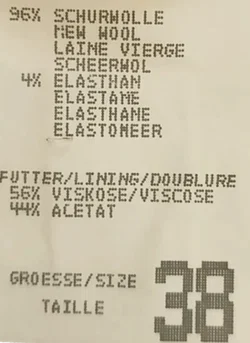 96% SCHURWOLLE
NEW WOOL
LAINE VIERGE
SCHEERWOL
4% ELASTHAN
ELASTANE
ELASTHANE
ELASTOMEER
FUTTER/LINING/DOUBLURE
56% VISKOSE/VISCOSE
44% ACETAT
GROESSE/SIZE 38
TAILLE